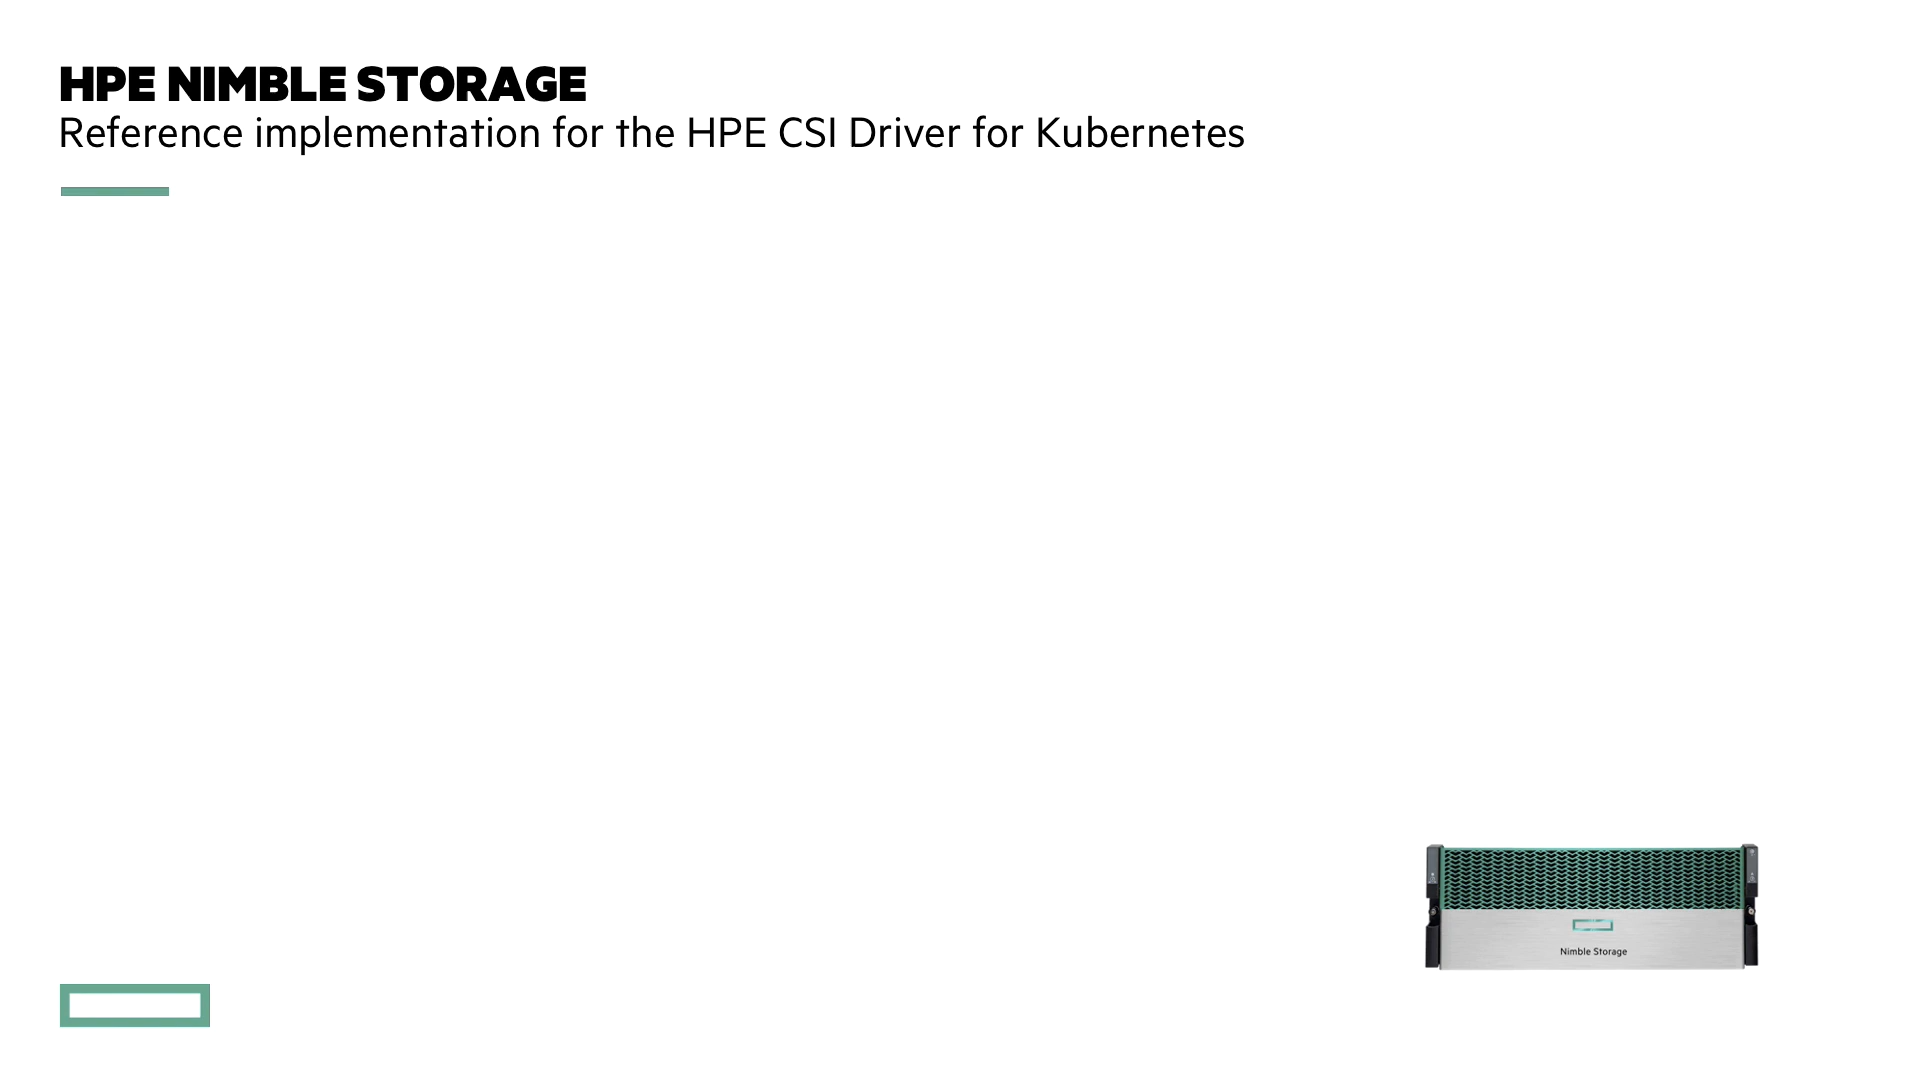 HPE NIMBLE STORAGE
Reference implementation for the HPE CSI Driver for Kubernetes
Nimble Storage